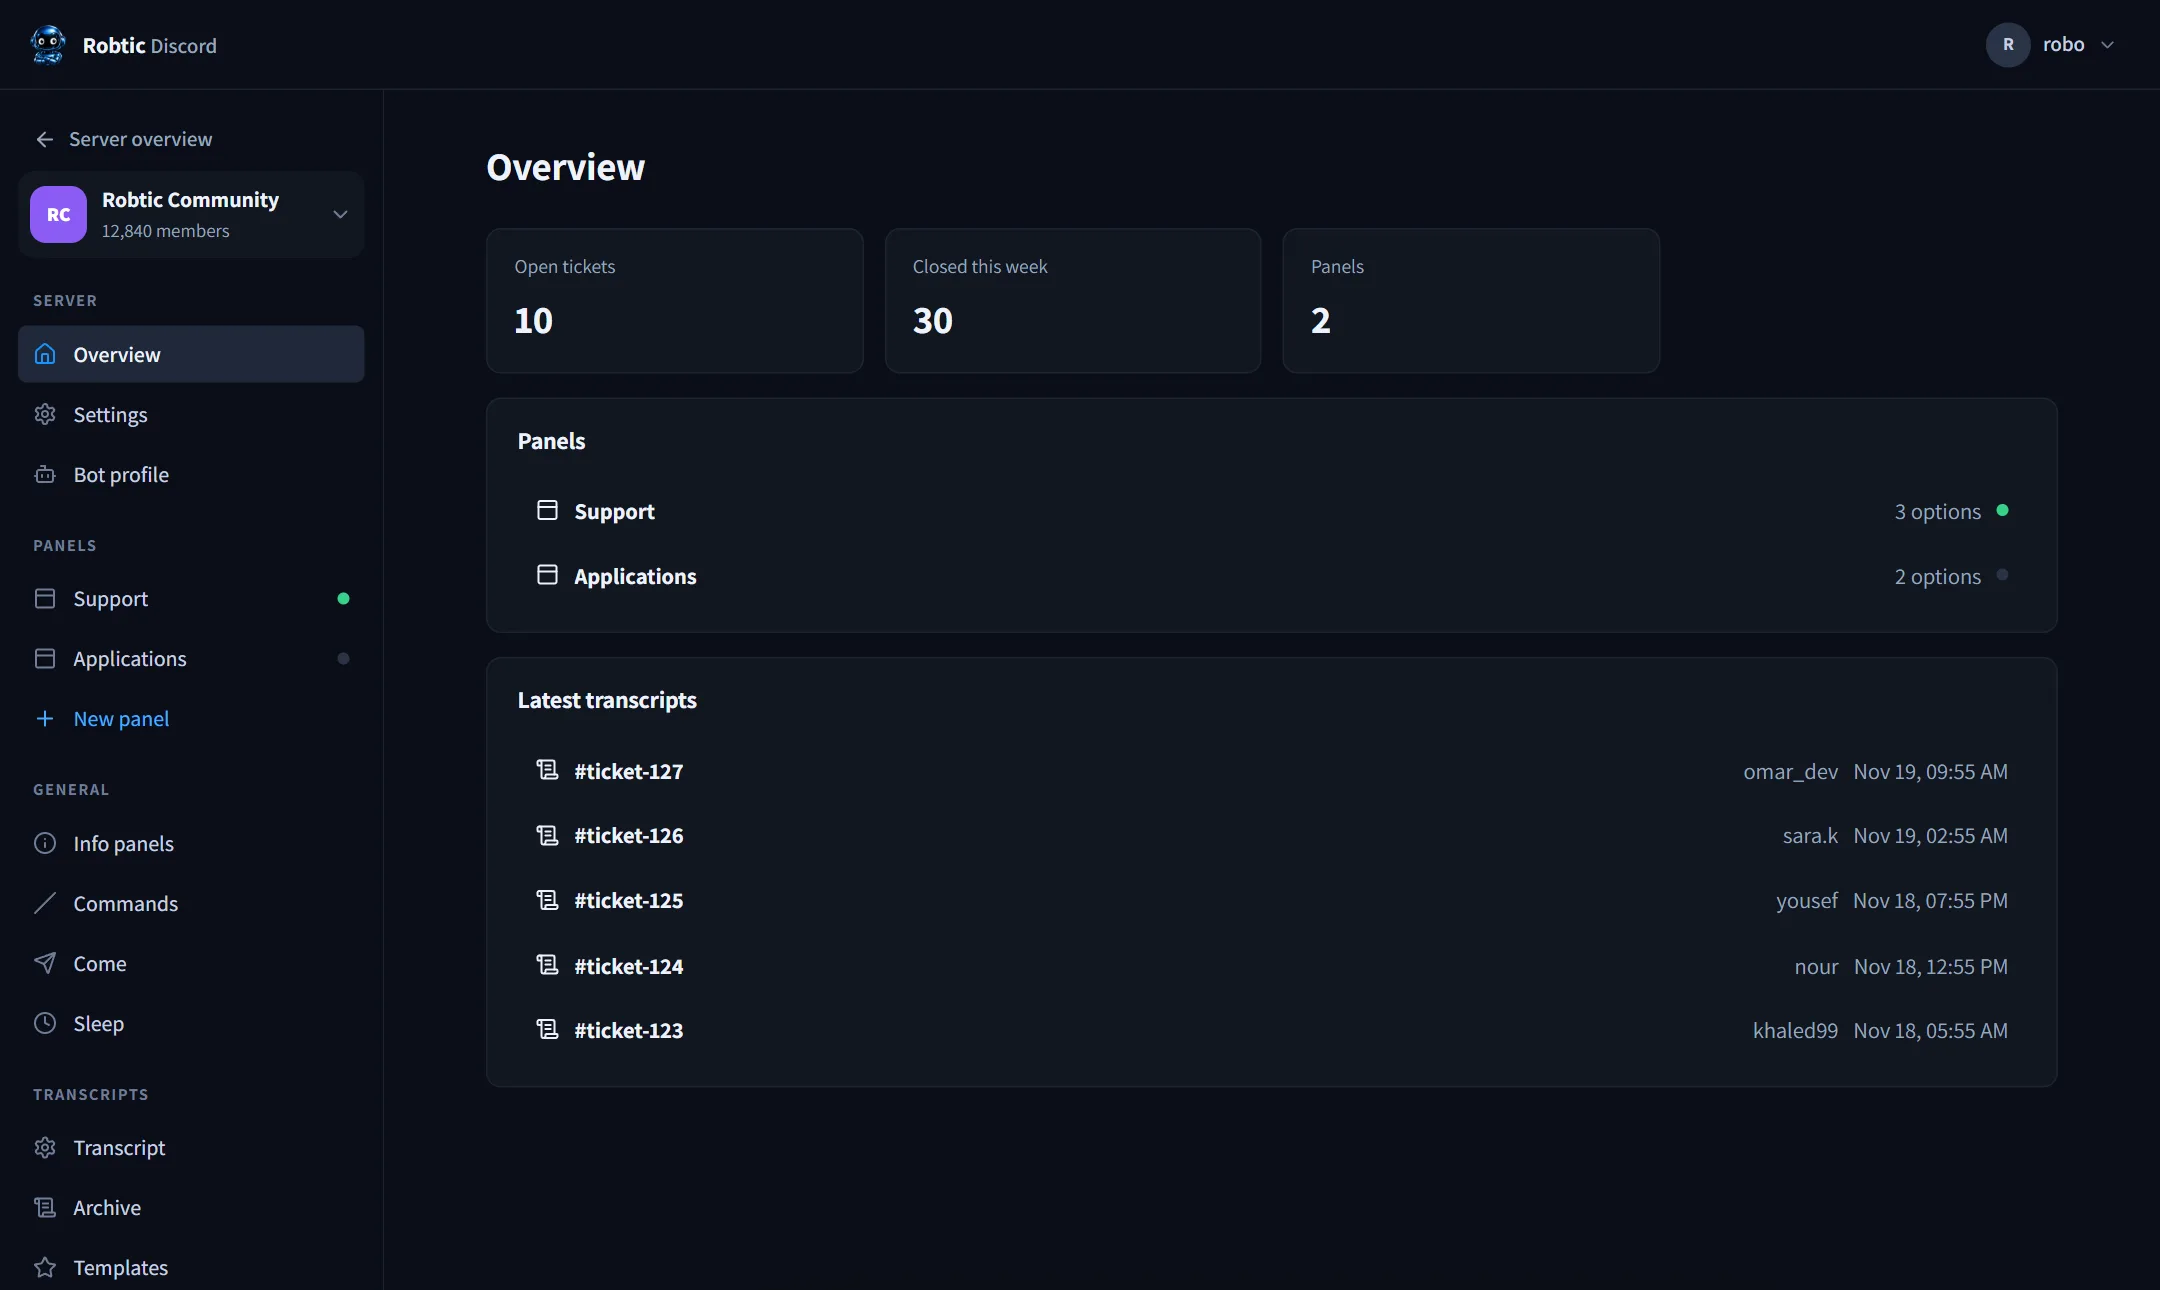 Robtic Discord
R robo
Server overview
RC
Robtic Community
12,840 members
SERVER
Overview
Settings
Bot profile
PANELS
Support
Applications
New panel
GENERAL
Info panels
Commands
Come
Sleep
TRANSCRIPTS
Transcript
Archive
Templates
Overview
Open tickets
10
Closed this week
30
Panels
2
Panels
Support 3 options
Applications 2 options
Latest transcripts
#ticket-127 omar_dev Nov 19, 09:55 AM
#ticket-126 sara.k Nov 19, 02:55 AM
#ticket-125 yousef Nov 18, 07:55 PM
#ticket-124 nour Nov 18, 12:55 PM
#ticket-123 khaled99 Nov 18, 05:55 AM